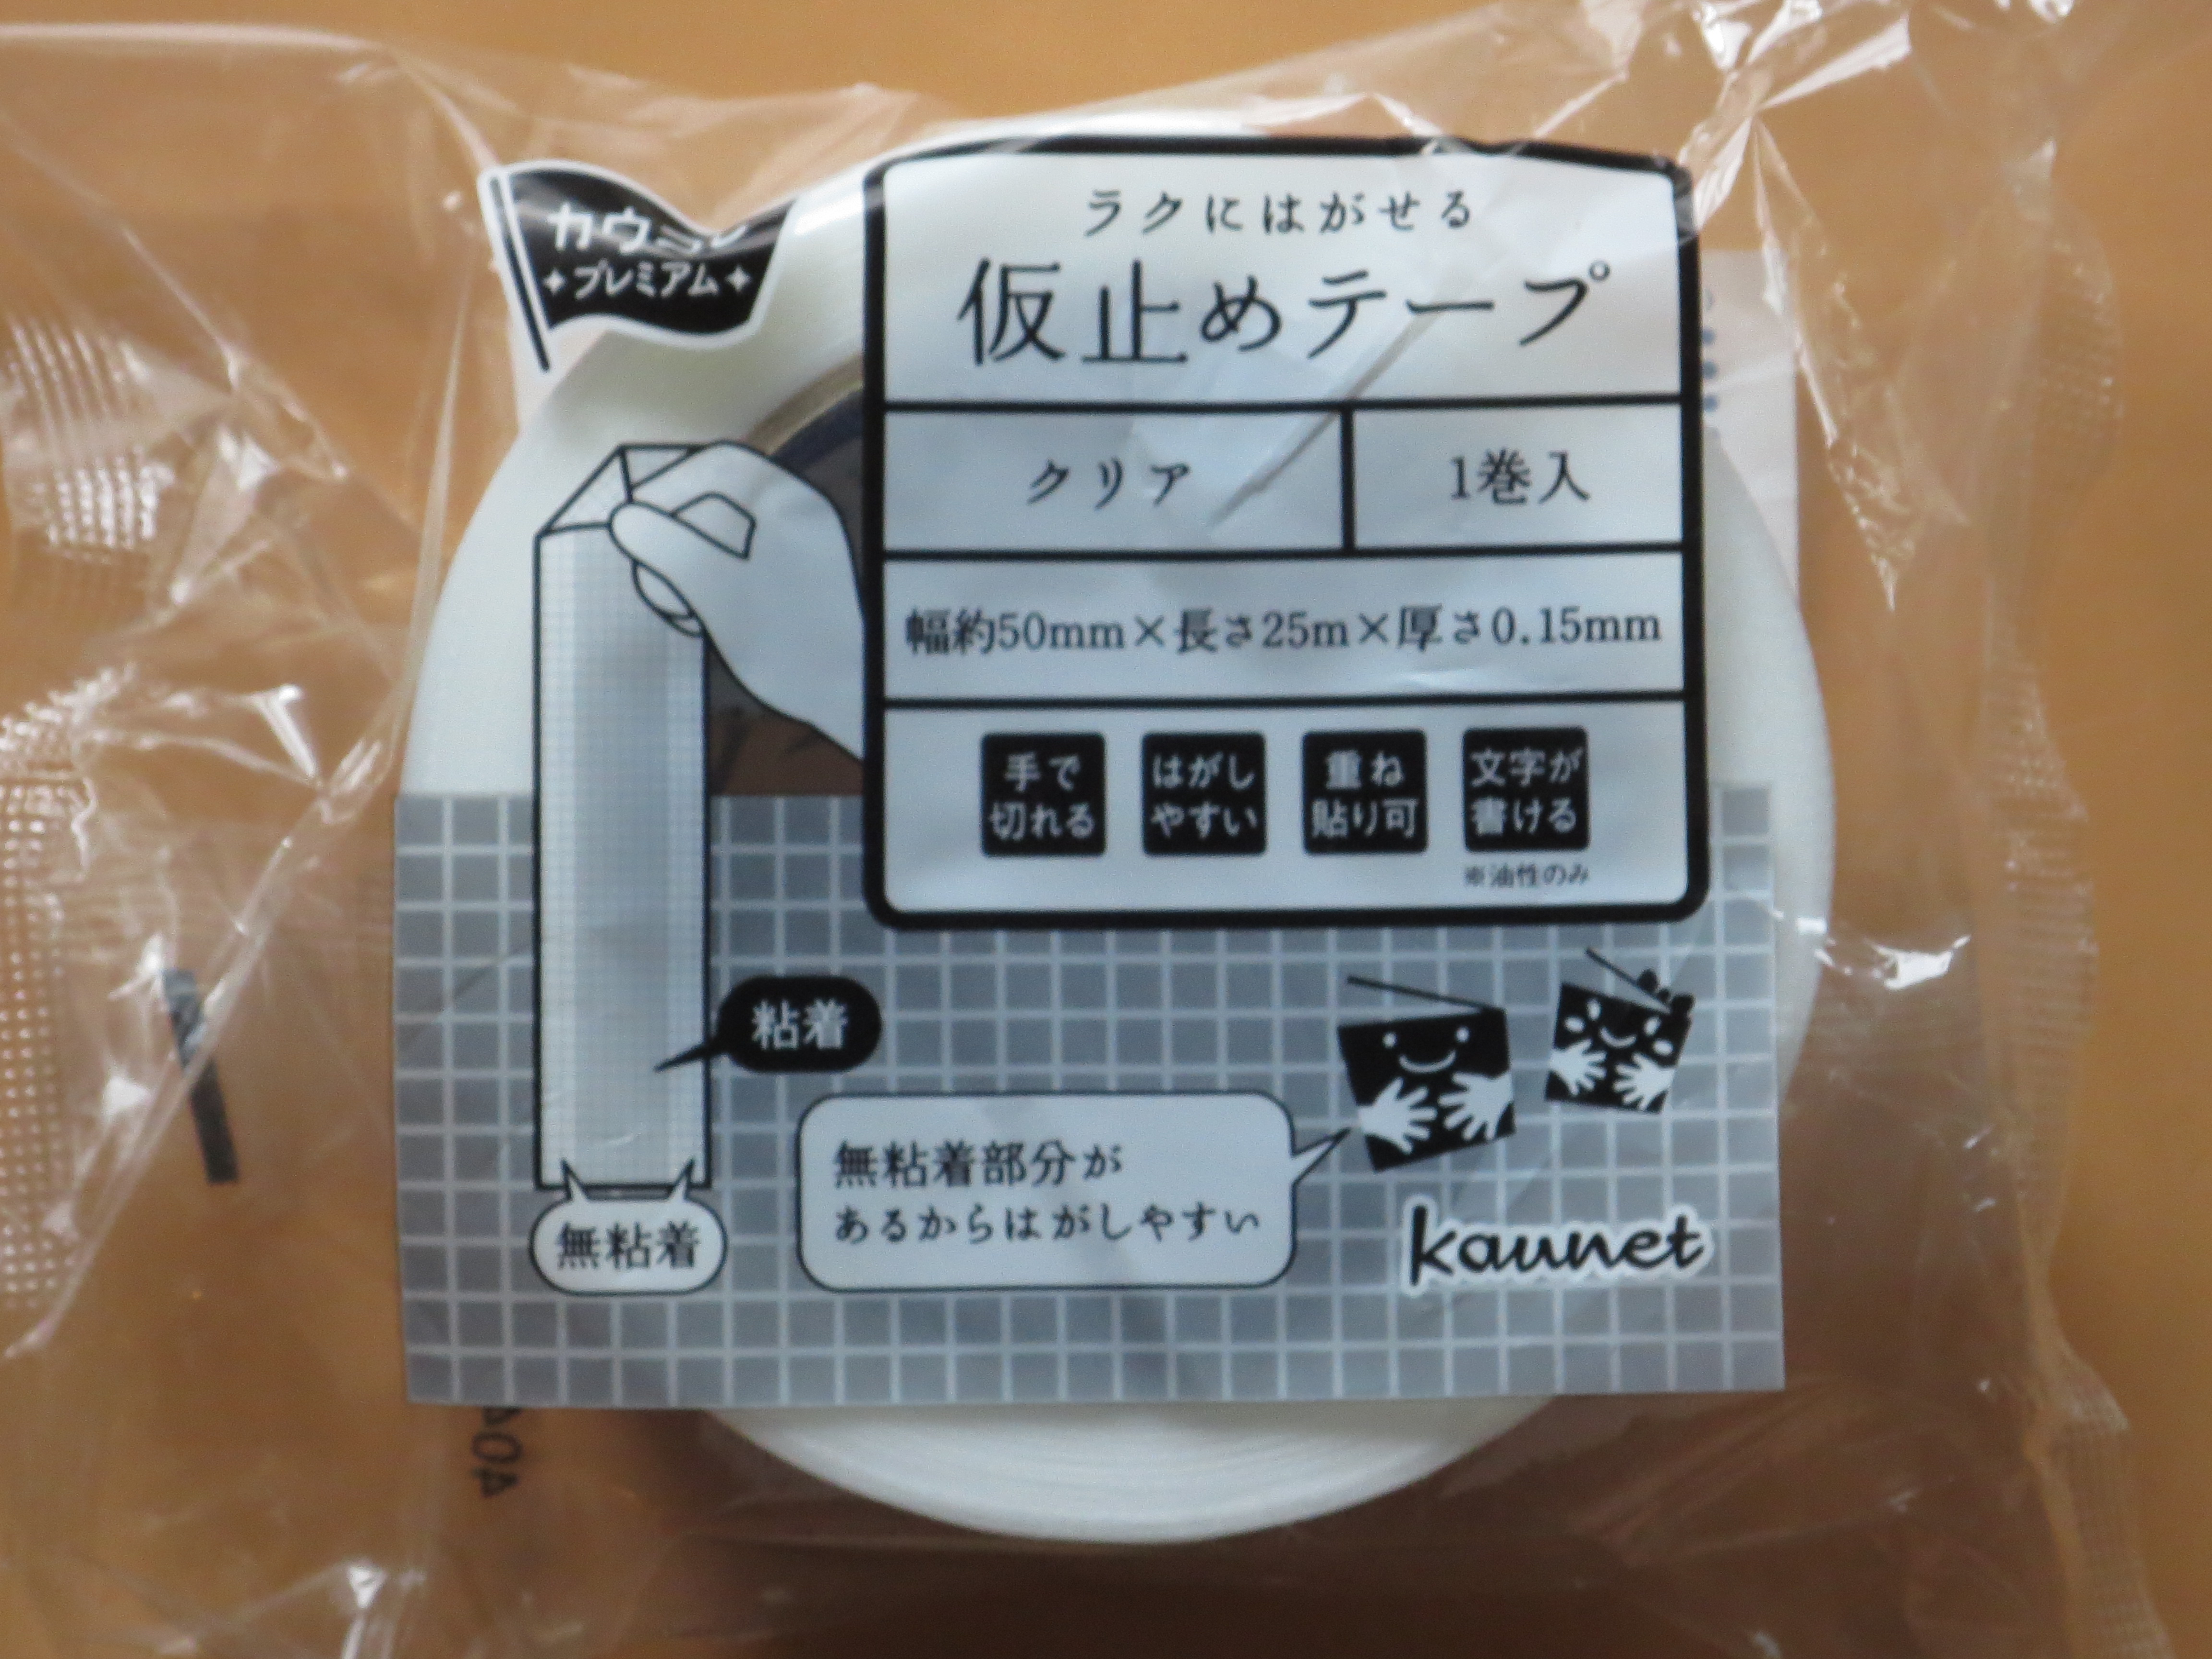 プレミアム
ラクにはがせる
仮止めテープ
クリア
1巻入
幅約50mm×長さ25m×厚さ0.15mm
手で
切れる
はがし
やすい
重ね
貼り可
文字が
書ける
※油性のみ
粘着
無粘着
無粘着部分が
あるからはがしやすい
kaunet